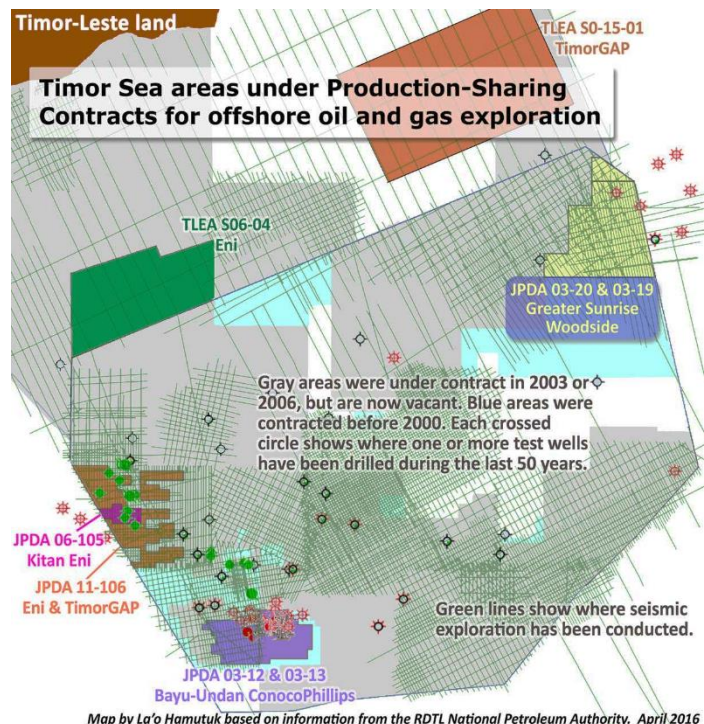 Timor-Leste land
TLEA S0-15-01
TimorGAP
Timor Sea areas under Production-Sharing
Contracts for offshore oil and gas exploration
TLEA S06-04
Eni
JPDA 03-20 & 03-19
Greater Sunrise
Woodside
Gray areas were under contract in 2003 or
2006, but are now vacant. Blue areas were
contracted before 2000. Each crossed
circle shows where one or more test wells
have been drilled during the last 50 years.
JPDA 06-105
Kitan Eni
JPDA 11-106
Eni & TimorGAP
Green lines show where seismic
exploration has been conducted.
JPDA 03-12 & 03-13
Bayu-Undan ConocoPhillips
Map by La'o Hamutuk based on information from the RDTL National Petroleum Authority, April 2016